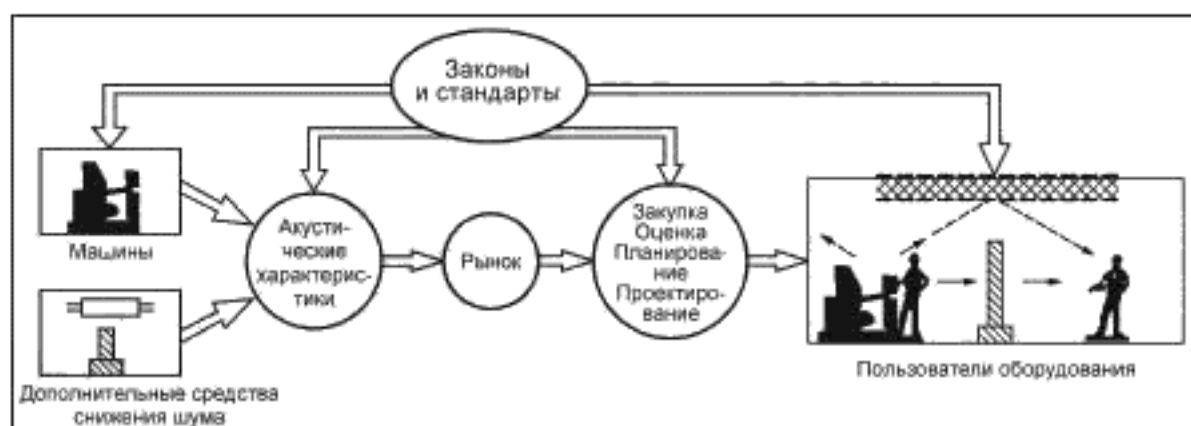 Законы
и стандарты
Машины
Акусти-
ческие
характерис-
тики
Рынок
Закупка
Оценка
Планирова-
ние
Проектиро-
вание
Дополнительные средства
снижения шума
Пользователи оборудования